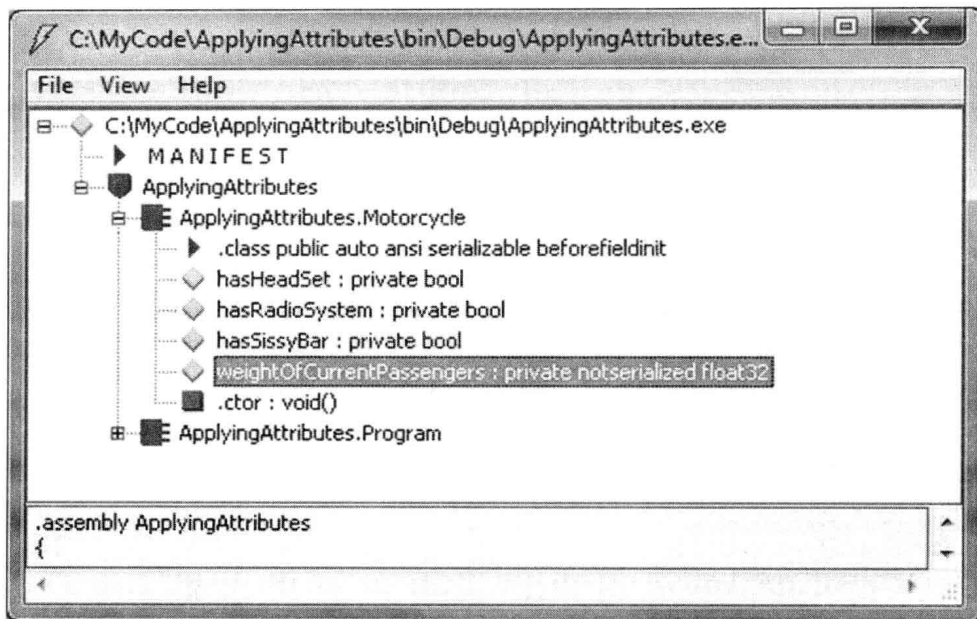 C:\MyCode\ApplyingAttributes\bin\Debug\ApplyingAttributes.e...
File View Help
C:\MyCode\ApplyingAttributes\bin\Debug\ApplyingAttributes.exe
MANIFEST
ApplyingAttributes
ApplyingAttributes.Motorcycle
.class public auto ansi serializable beforefieldinit
hasHeadSet : private bool
hasRadioSystem : private bool
hasSissyBar : private bool
weightOfCurrentPassengers : private notserialized float32
.ctor : void()
ApplyingAttributes.Program
.assembly ApplyingAttributes
{